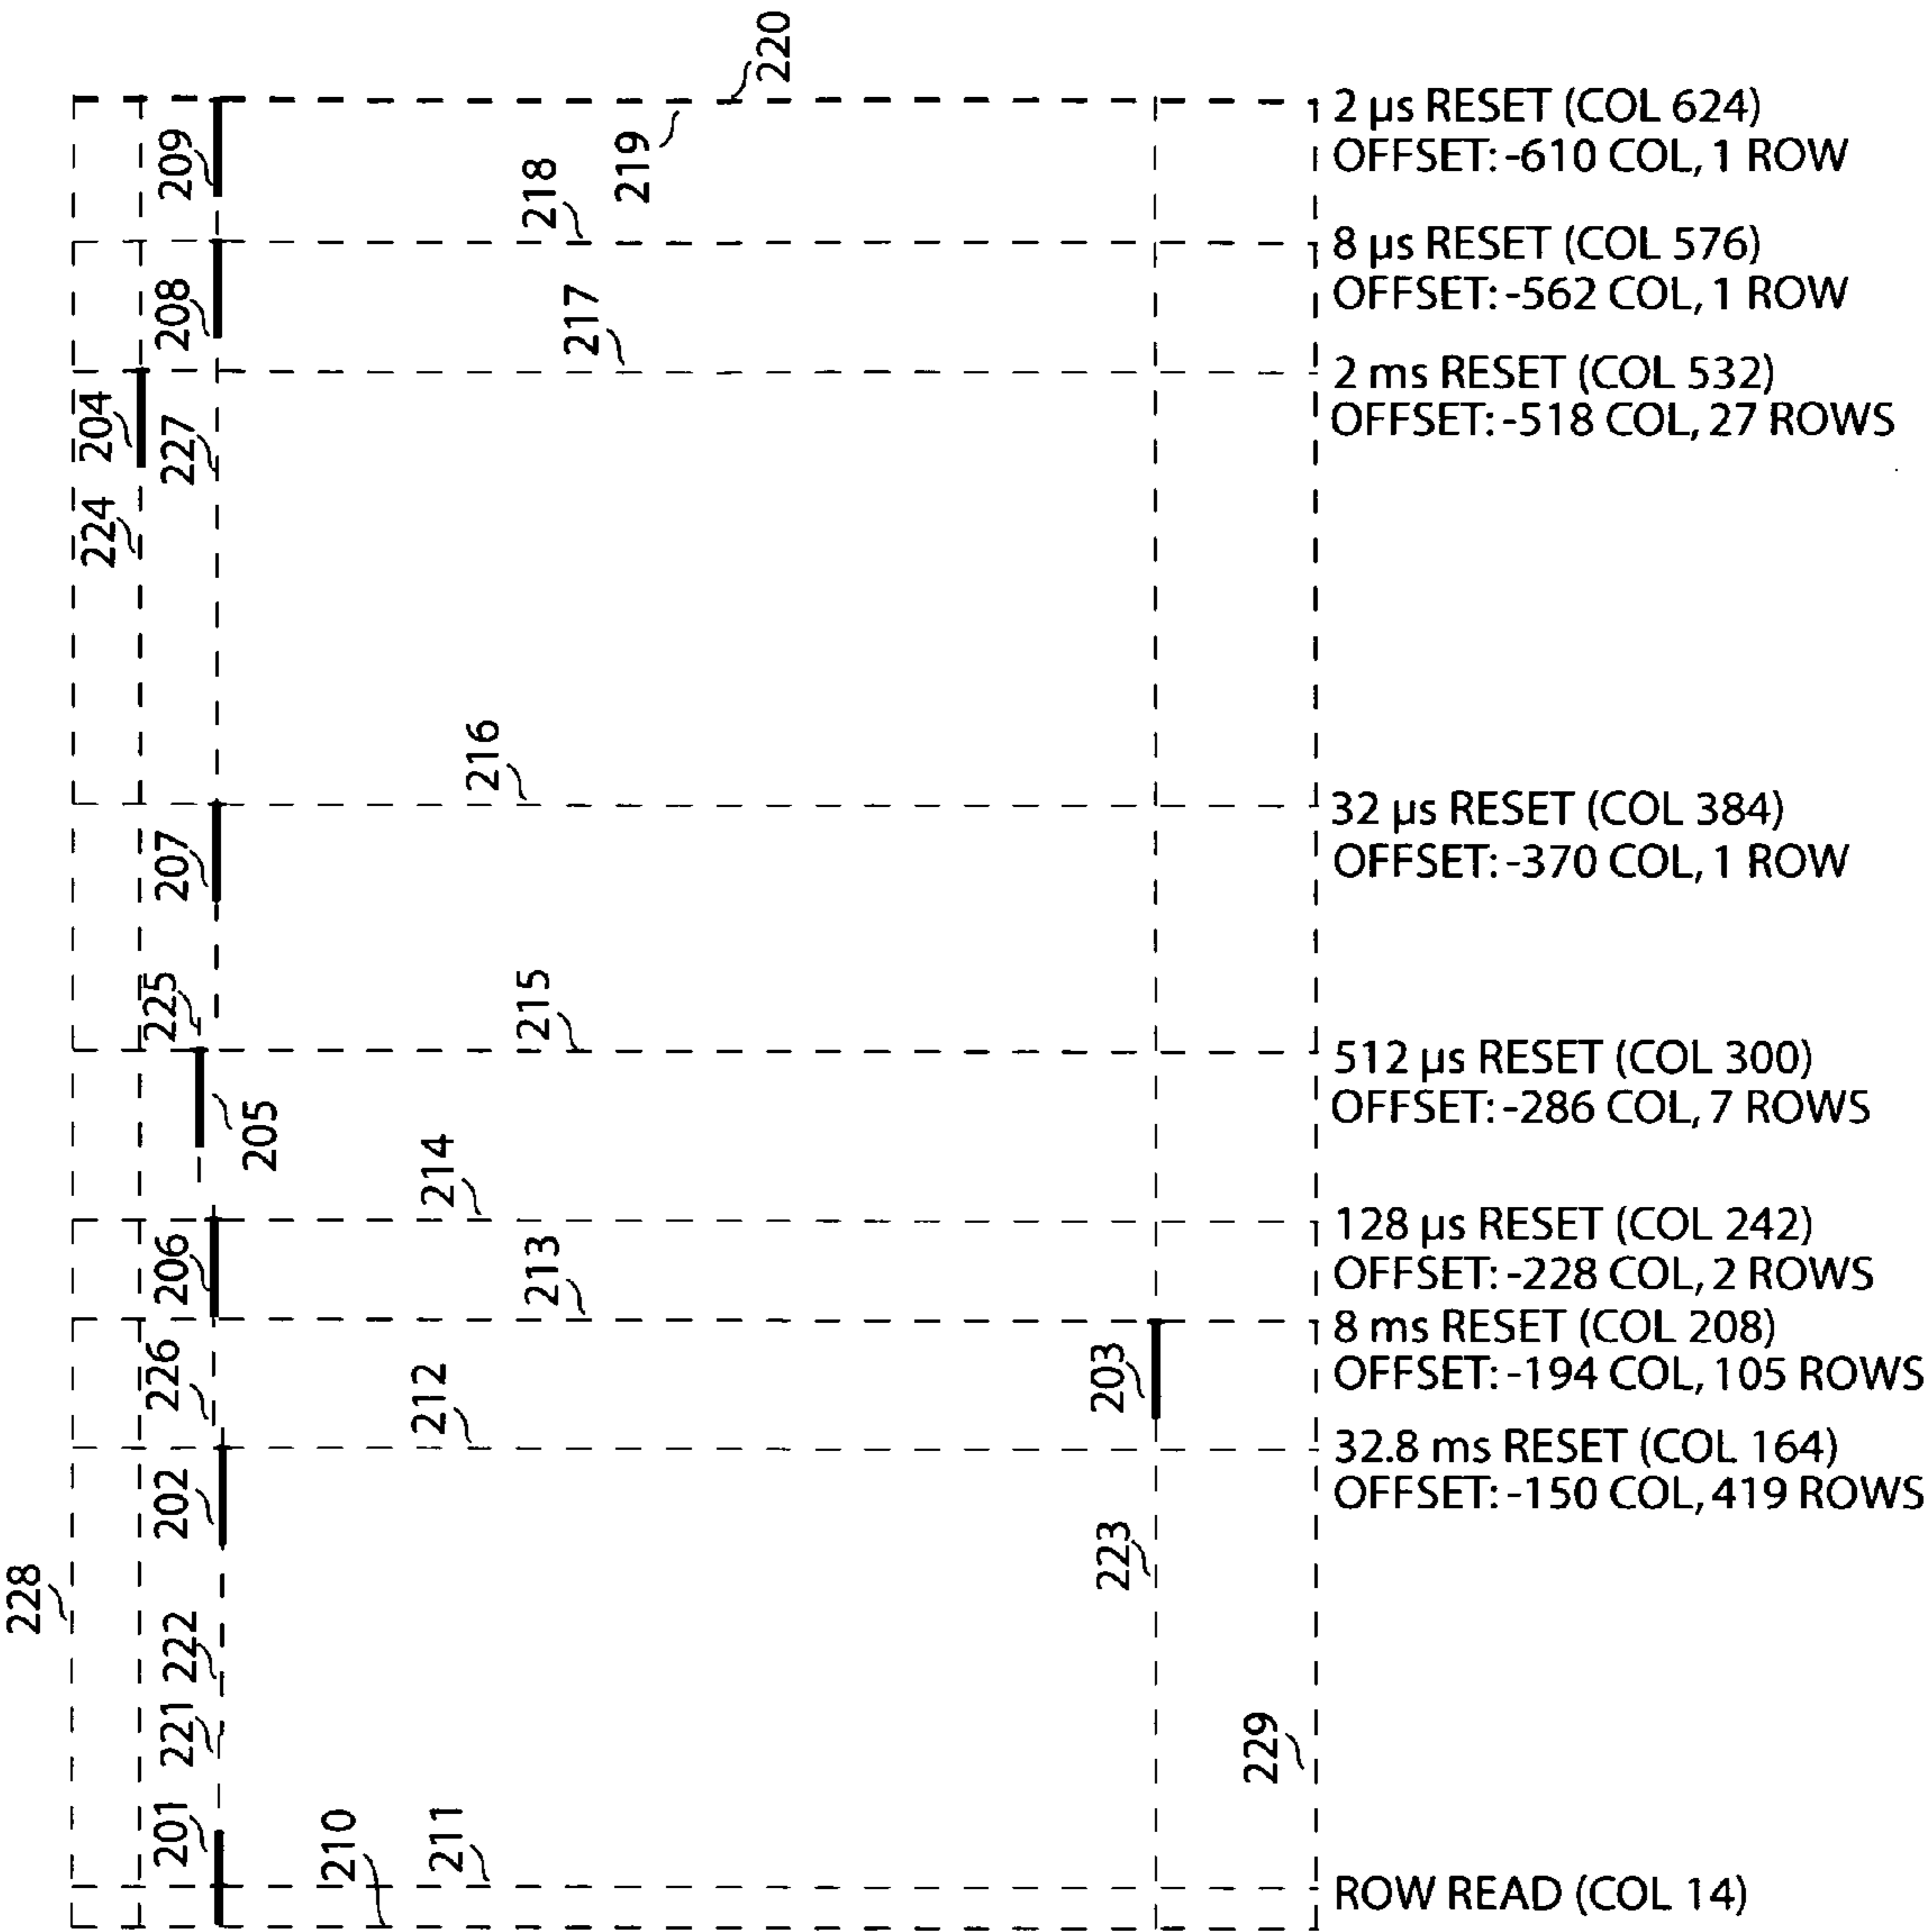 220
2 µs RESET (COL 624)
OFFSET: -610 COL, 1 ROW
209
219
218
8 µs RESET (COL 576)
OFFSET: -562 COL, 1 ROW
208
217
2 ms RESET (COL 532)
OFFSET: -518 COL, 27 ROWS
204
227
224
216
32 µs RESET (COL 384)
OFFSET: -370 COL, 1 ROW
207
225
215
512 µs RESET (COL 300)
OFFSET: -286 COL, 7 ROWS
205
214
128 µs RESET (COL 242)
OFFSET: -228 COL, 2 ROWS
206
213
8 ms RESET (COL 208)
OFFSET: -194 COL, 105 ROWS
226
212
203
32.8 ms RESET (COL 164)
OFFSET: -150 COL, 419 ROWS
202
223
228
222
221
229
201
210
211
ROW READ (COL 14)